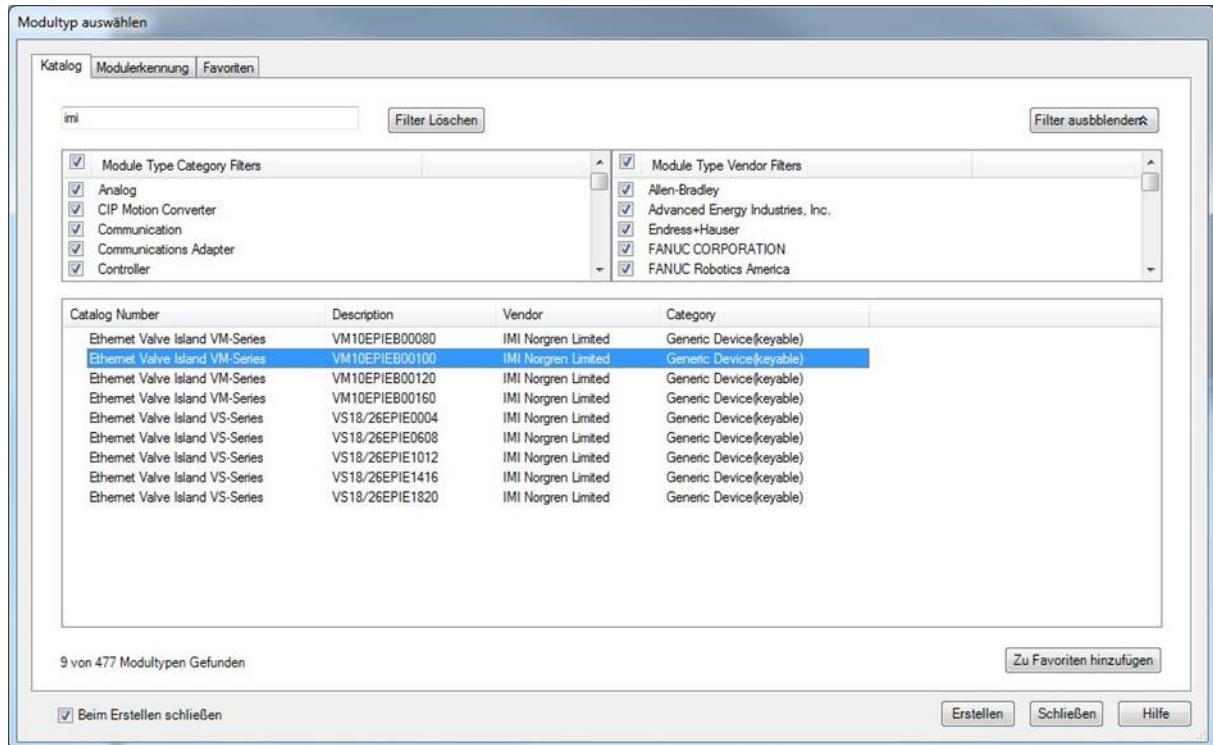 Modultyp auswählen
Katalog Modulerkennung Favoriten
imi Filter Löschen Filter ausbblenden
Module Type Category Filters
Analog
CIP Motion Converter
Communication
Communications Adapter
Controller
Module Type Vendor Filters
Allen-Bradley
Advanced Energy Industries, Inc.
Endress+Hauser
FANUC CORPORATION
FANUC Robotics America
Catalog Number Description Vendor Category
Ethernet Valve Island VM-Series VM10EPIEB00080 IMI Norgren Limited Generic Device(keyable)
Ethernet Valve Island VM-Series VM10EPIEB00100 IMI Norgren Limited Generic Device(keyable)
Ethernet Valve Island VM-Series VM10EPIEB00120 IMI Norgren Limited Generic Device(keyable)
Ethernet Valve Island VM-Series VM10EPIEB00160 IMI Norgren Limited Generic Device(keyable)
Ethernet Valve Island VS-Series VS18/26EPIE0004 IMI Norgren Limited Generic Device(keyable)
Ethernet Valve Island VS-Series VS18/26EPIE0608 IMI Norgren Limited Generic Device(keyable)
Ethernet Valve Island VS-Series VS18/26EPIE1012 IMI Norgren Limited Generic Device(keyable)
Ethernet Valve Island VS-Series VS18/26EPIE1416 IMI Norgren Limited Generic Device(keyable)
Ethernet Valve Island VS-Series VS18/26EPIE1820 IMI Norgren Limited Generic Device(keyable)
9 von 477 Modultypen Gefunden Zu Favoriten hinzufügen
Beim Erstellen schließen Erstellen Schließen Hilfe